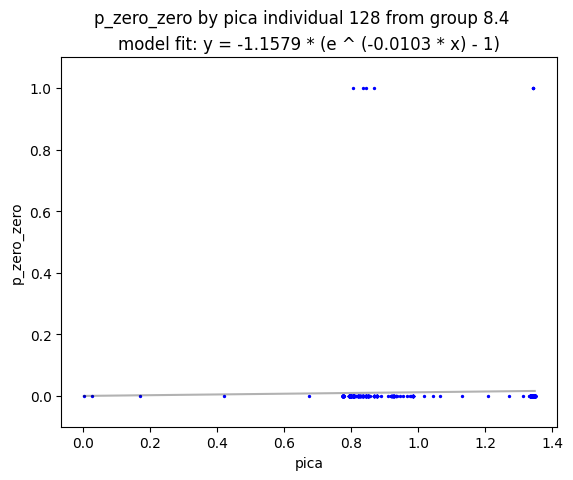 p_zero_zero by pica individual 128 from group 8.4
model fit: y = -1.1579 * (e ^ (-0.0103 * x) - 1)
1.0
0.8
0.6
0.4
0.2
0.0
p_zero_zero
0.0 0.2 0.4 0.6 0.8 1.0 1.2 1.4
pica